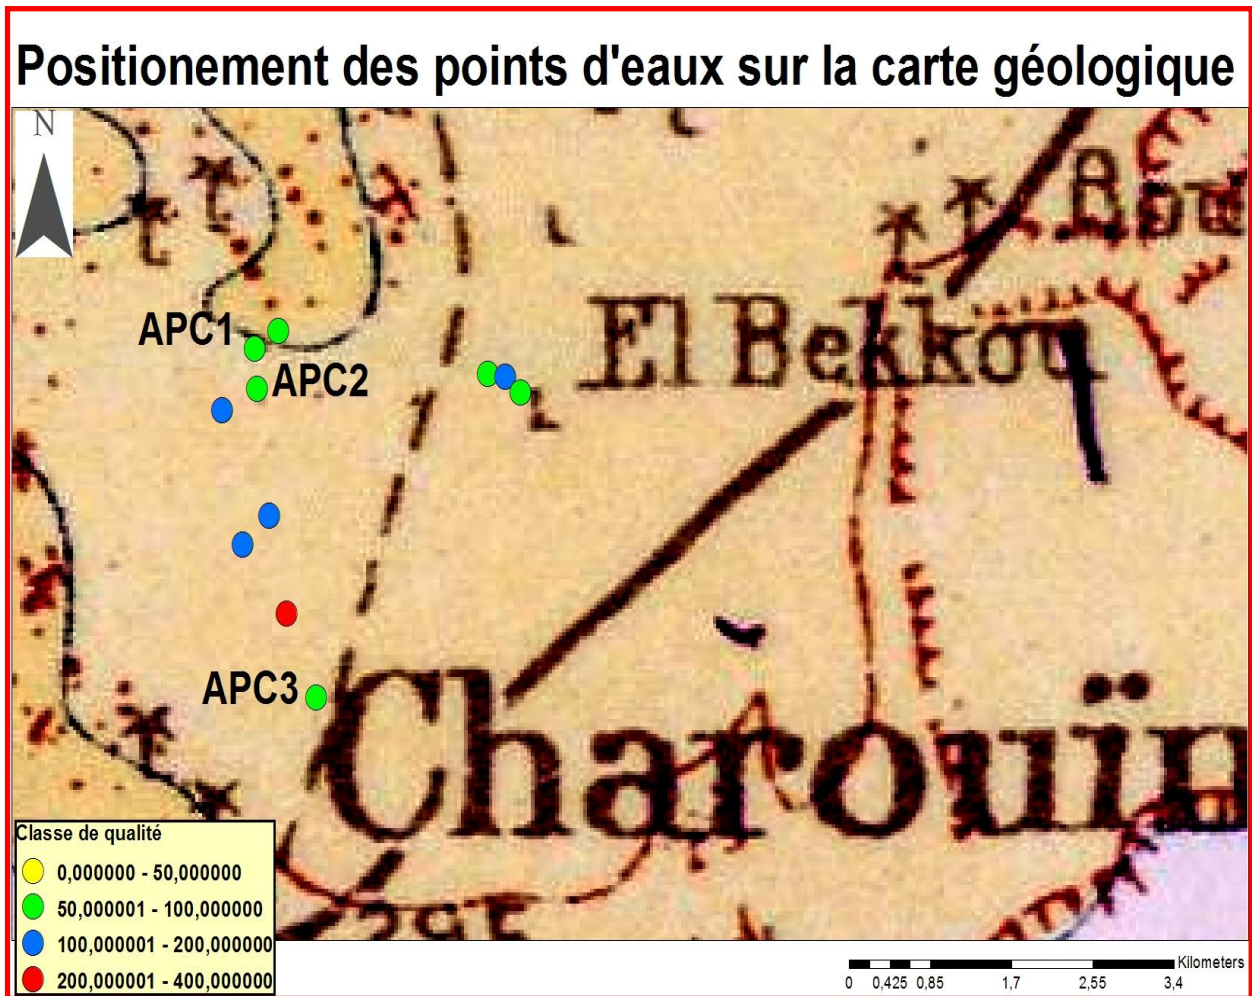 Positionement des points d'eaux sur la carte géologique
N
Bou
El Bekkou
APC1
APC2
APC3
Charouïn
295
Classe de qualité
0,000000 - 50,000000
50,000001 - 100,000000
100,000001 - 200,000000
200,000001 - 400,000000
Kilometers
0 0,425 0,85 1,7 2,55 3,4